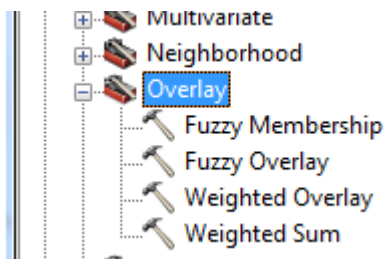 Multivariate
Neighborhood
Overlay
Fuzzy Membership
Fuzzy Overlay
Weighted Overlay
Weighted Sum